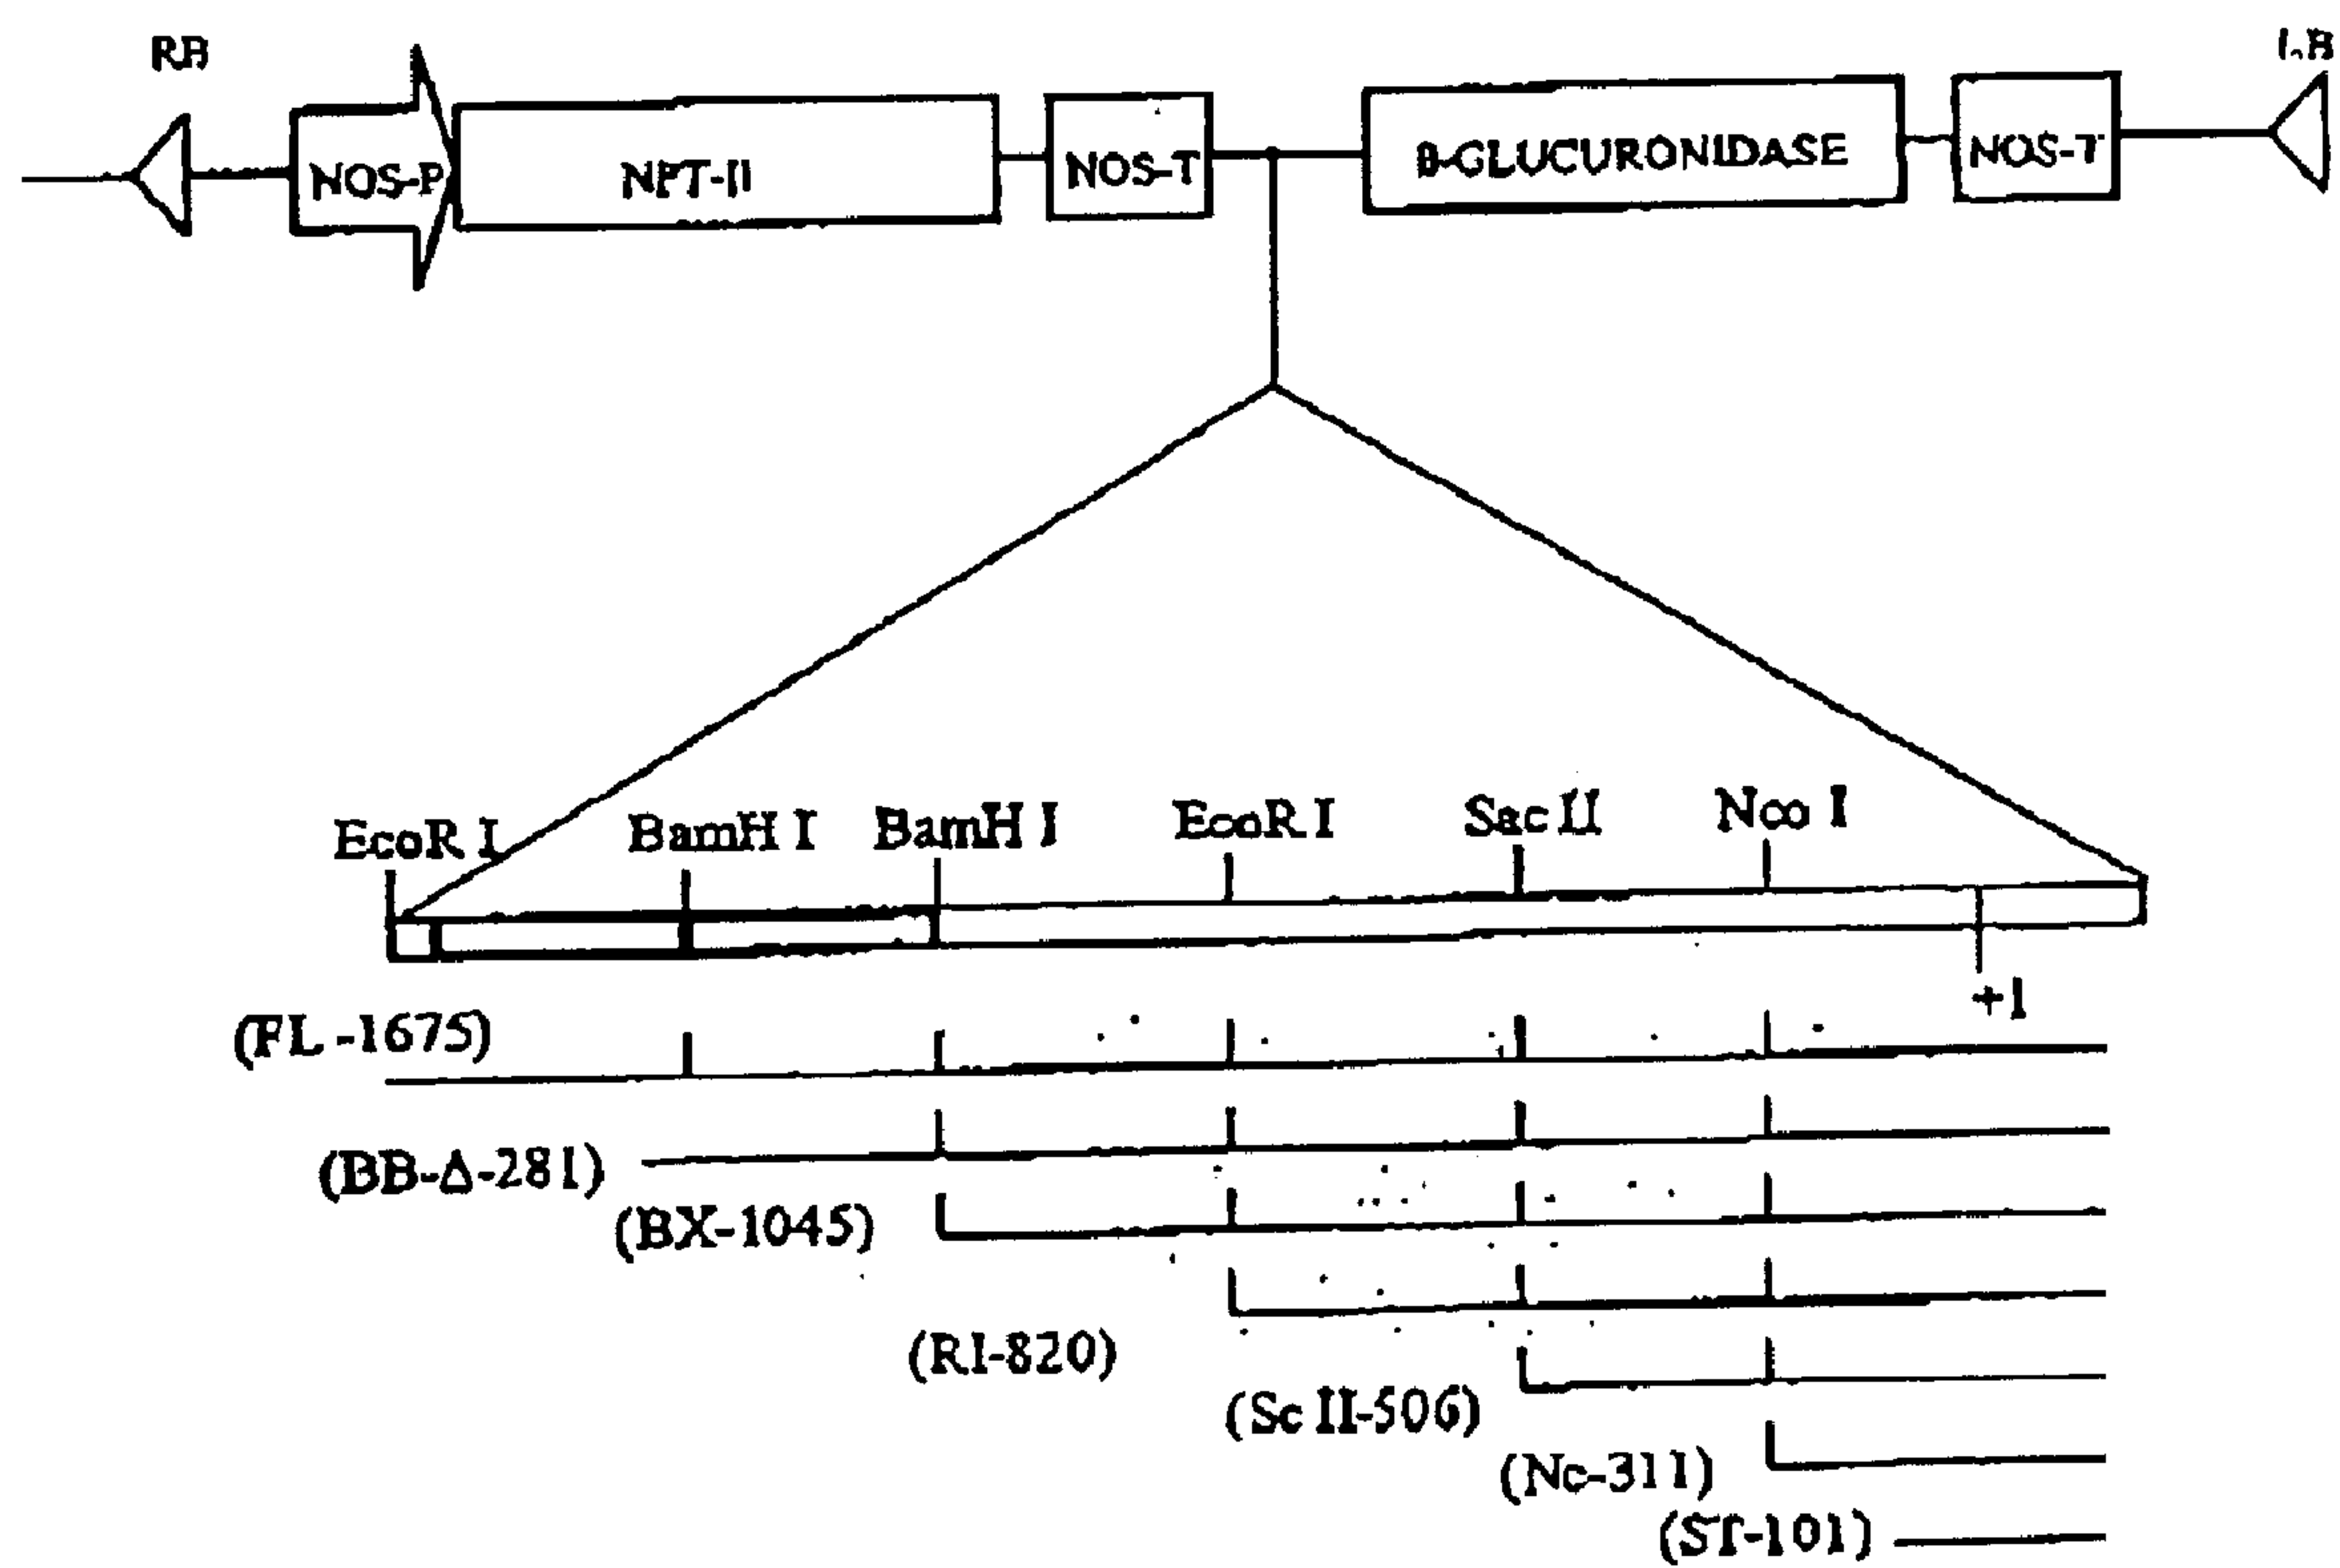 RB LB
NOS-P NPT-II NOS-T β-GLUCURONIDASE NOS-T
EcoR I BamH I BamH I EcoR I Sac II Nco I
+1
(FL-1675)
(BB-Δ-281)
(BX-1045)
(RI-820)
(Sc II-506)
(Nc-311)
(ST-101)